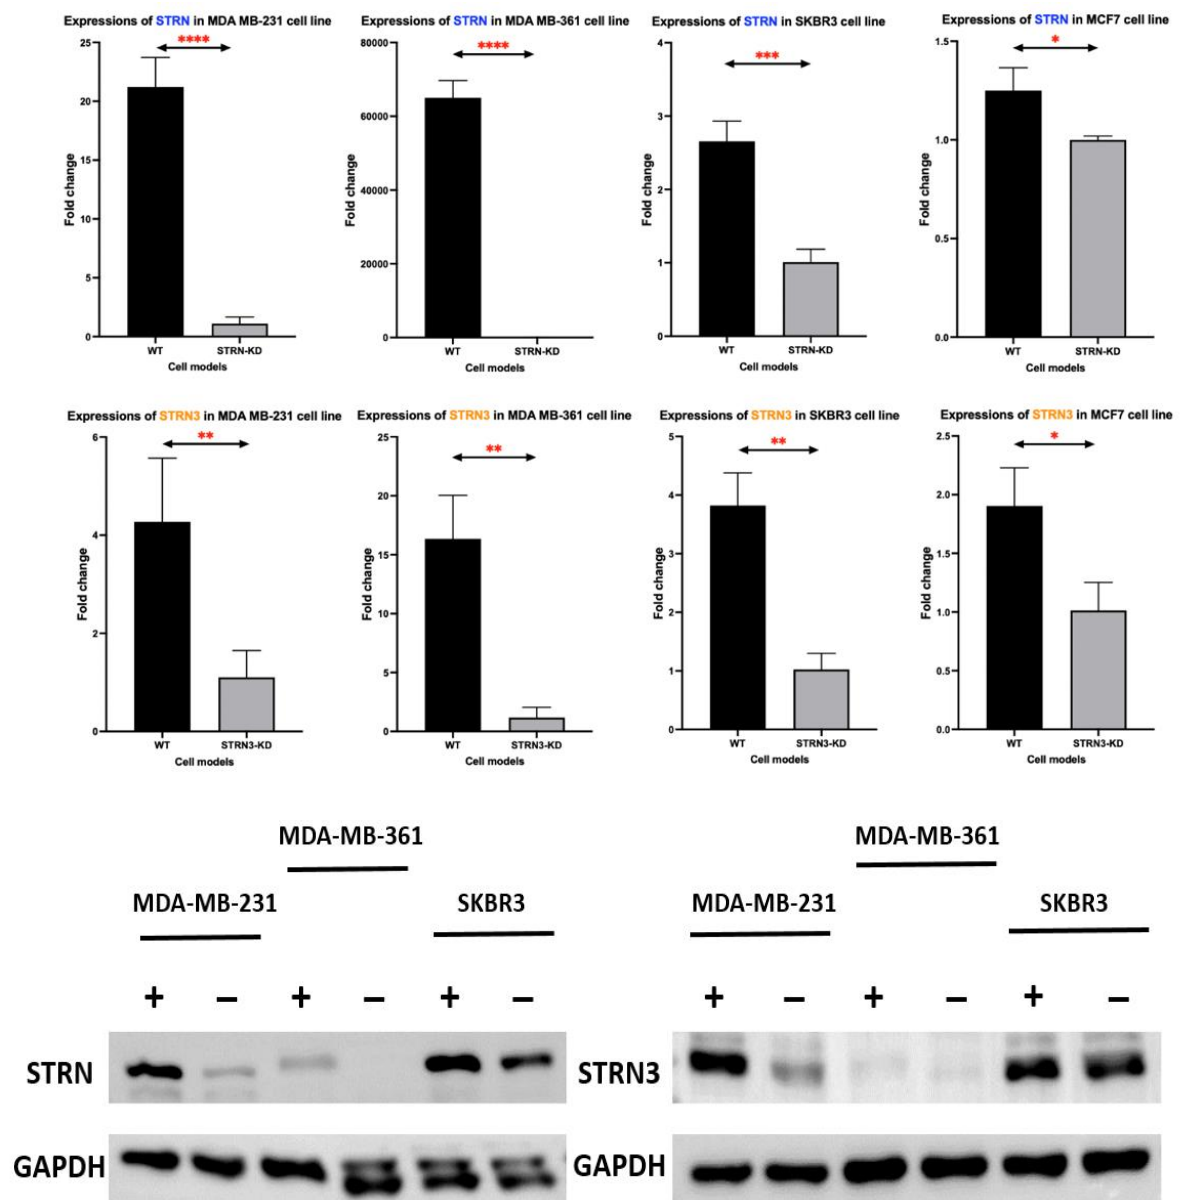 Expressions of STRN in MDA MB-231 cell line
****
25
20
15
10
5
0
Fold change
WT
STRN-KD
Cell models
Expressions of STRN in MDA MB-361 cell line
****
80000
60000
40000
20000
0
Fold change
WT
STRN-KD
Cell models
Expressions of STRN in SKBR3 cell line
***
4
3
2
1
0
Fold change
WT
STRN-KD
Cell models
Expressions of STRN in MCF7 cell line
*
1.5
1.0
0.5
0.0
Fold change
WT
STRN-KD
Cell models
Expressions of STRN3 in MDA MB-231 cell line
**
6
4
2
0
Fold change
WT
STRN3-KD
Cell models
Expressions of STRN3 in MDA MB-361 cell line
**
25
20
15
10
5
0
Fold change
WT
STRN3-KD
Cell models
Expressions of STRN3 in SKBR3 cell line
**
5
4
3
2
1
0
Fold change
WT
STRN3-KD
Cell models
Expressions of STRN3 in MCF7 cell line
*
2.5
2.0
1.5
1.0
0.5
0.0
Fold change
WT
STRN3-KD
Cell models
MDA-MB-361
MDA-MB-231 SKBR3
+ − + − + −
STRN
GAPDH
MDA-MB-361
MDA-MB-231 SKBR3
+ − + − + −
STRN3
GAPDH